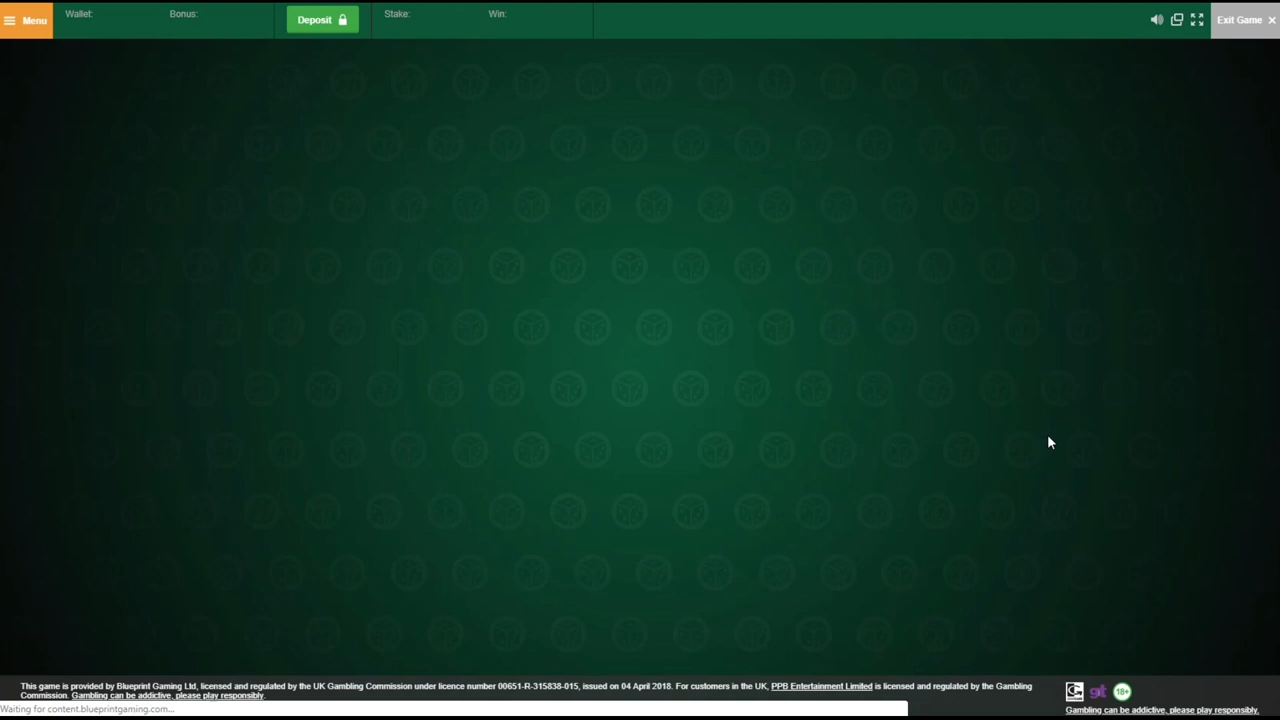 Menu
Wallet:
Bonus:
Deposit
Stake:
Win:
Exit Game
This game is provided by Blueprint Gaming Ltd, licensed and regulated by the UK Gambling Commission under licence number 00651-R-315838-015, issued on 04 April 2018. For customers in the UK, PPB Entertainment Limited is licensed and regulated by the Gambling
Commission. Gambling can be addictive, please play responsibly.
18+
Gambling can be addictive, please play responsibly.
Waiting for content.blueprintgaming.com...